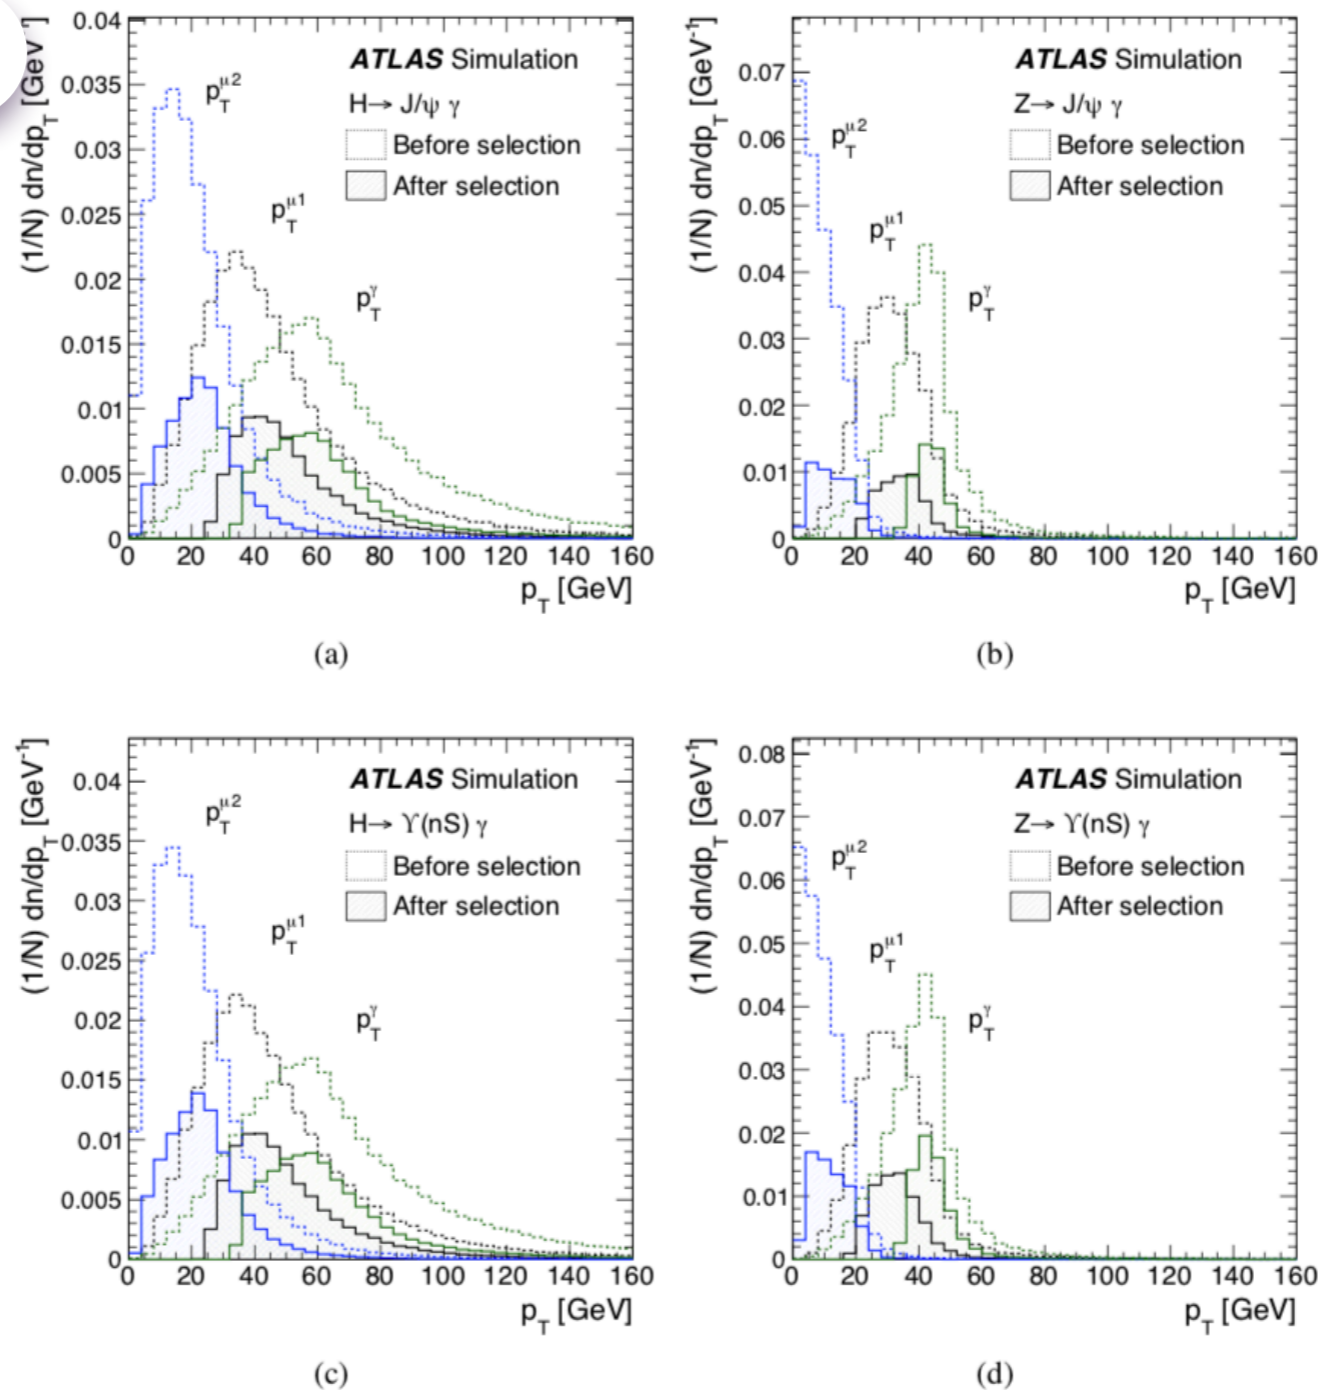 0.04
0.035
0.03
0.025
0.02
0.015
0.01
0.005
0
(1/N) dn/dp_T [GeV⁻¹]
ATLAS Simulation
H→ J/ψ γ
Before selection
After selection
p_T^μ2
p_T^μ1
p_T^γ
0 20 40 60 80 100 120 140 160
p_T [GeV]
(a)
0.07
0.06
0.05
0.04
0.03
0.02
0.01
0
(1/N) dn/dp_T [GeV⁻¹]
ATLAS Simulation
Z→ J/ψ γ
Before selection
After selection
p_T^μ2
p_T^μ1
p_T^γ
0 20 40 60 80 100 120 140 160
p_T [GeV]
(b)
0.04
0.035
0.03
0.025
0.02
0.015
0.01
0.005
0
(1/N) dn/dp_T [GeV⁻¹]
ATLAS Simulation
H→ ϒ(nS) γ
Before selection
After selection
p_T^μ2
p_T^μ1
p_T^γ
0 20 40 60 80 100 120 140 160
p_T [GeV]
(c)
0.08
0.07
0.06
0.05
0.04
0.03
0.02
0.01
0
(1/N) dn/dp_T [GeV⁻¹]
ATLAS Simulation
Z→ ϒ(nS) γ
Before selection
After selection
p_T^μ2
p_T^μ1
p_T^γ
0 20 40 60 80 100 120 140 160
p_T [GeV]
(d)